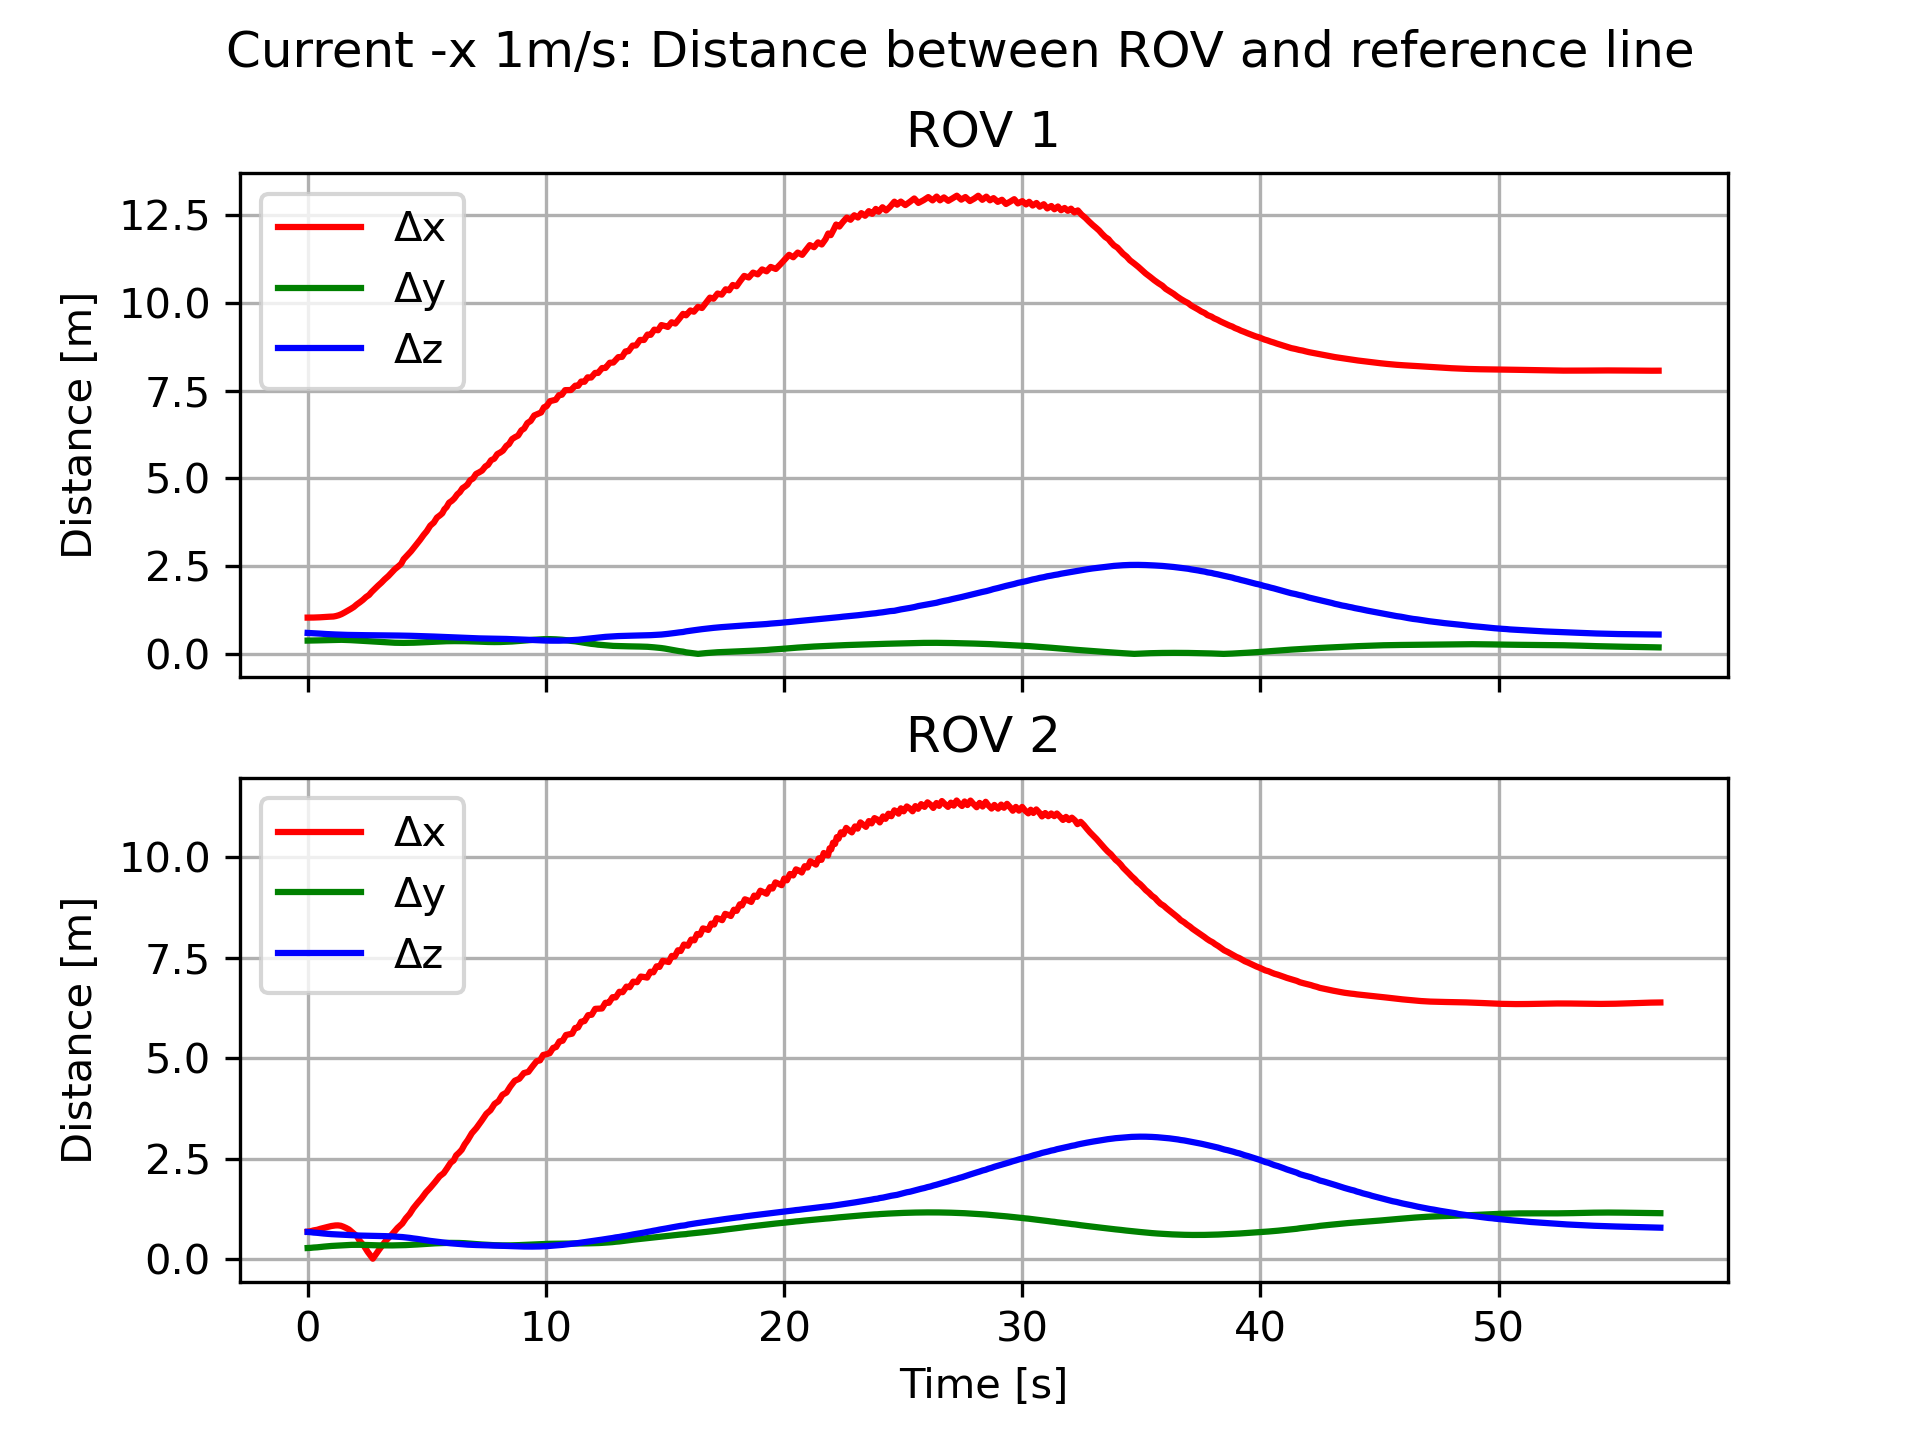 Current -x 1m/s: Distance between ROV and reference line
ROV 1
Distance [m]
12.5
10.0
7.5
5.0
2.5
0.0
Δx
Δy
Δz
ROV 2
Distance [m]
10.0
7.5
5.0
2.5
0.0
Δx
Δy
Δz
0 10 20 30 40 50
Time [s]